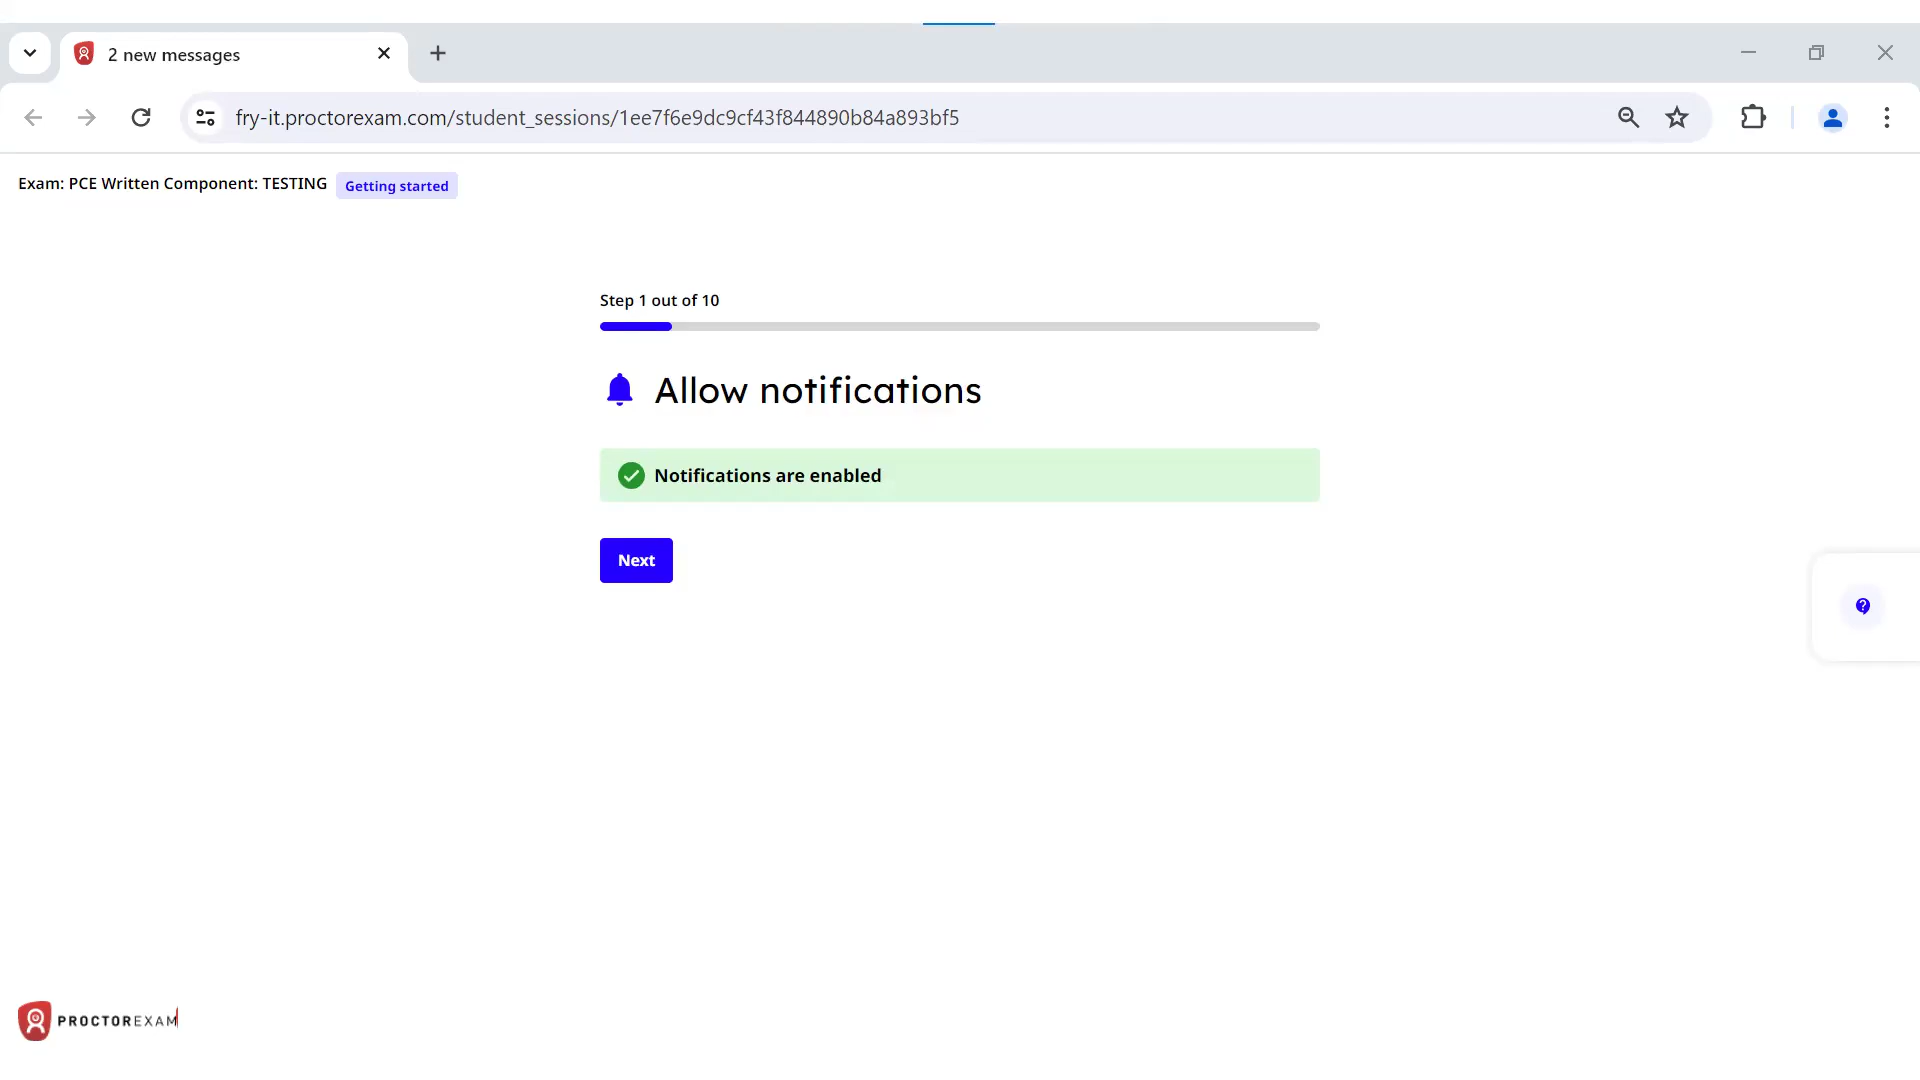 2 new messages
fry-it.proctorexam.com/student_sessions/1ee7f6e9dc9cf43f844890b84a893bf5
Exam: PCE Written Component: TESTING Getting started
Step 1 out of 10
Allow notifications
Notifications are enabled
Next
?
PROCTOREXAM